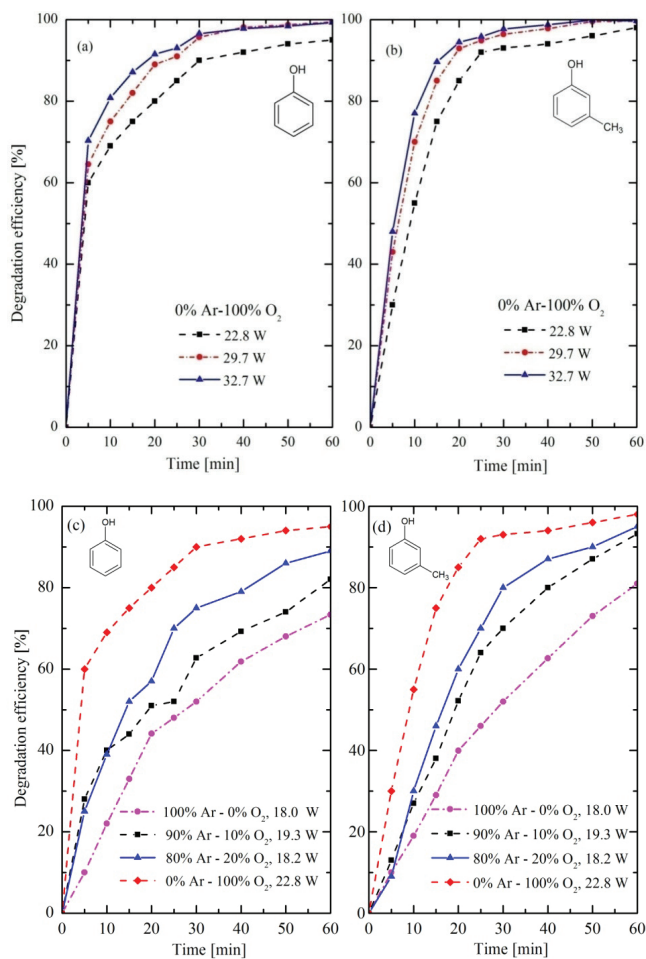 100
(a)
OH
80
60
40
20
0
Degradation efficiency [%]
0% Ar-100% O₂
22.8 W
29.7 W
32.7 W
0 10 20 30 40 50 60
Time [min]
100
(b)
OH
CH₃
80
60
40
20
0
0% Ar-100% O₂
22.8 W
29.7 W
32.7 W
0 10 20 30 40 50 60
Time [min]
100
(c)
OH
80
60
40
20
0
Degradation efficiency [%]
100% Ar - 0% O₂, 18.0 W
90% Ar - 10% O₂, 19.3 W
80% Ar - 20% O₂, 18.2 W
0% Ar - 100% O₂, 22.8 W
0 10 20 30 40 50 60
Time [min]
100
(d)
OH
CH₃
80
60
40
20
0
100% Ar - 0% O₂, 18.0 W
90% Ar - 10% O₂, 19.3 W
80% Ar - 20% O₂, 18.2 W
0% Ar - 100% O₂, 22.8 W
0 10 20 30 40 50 60
Time [min]